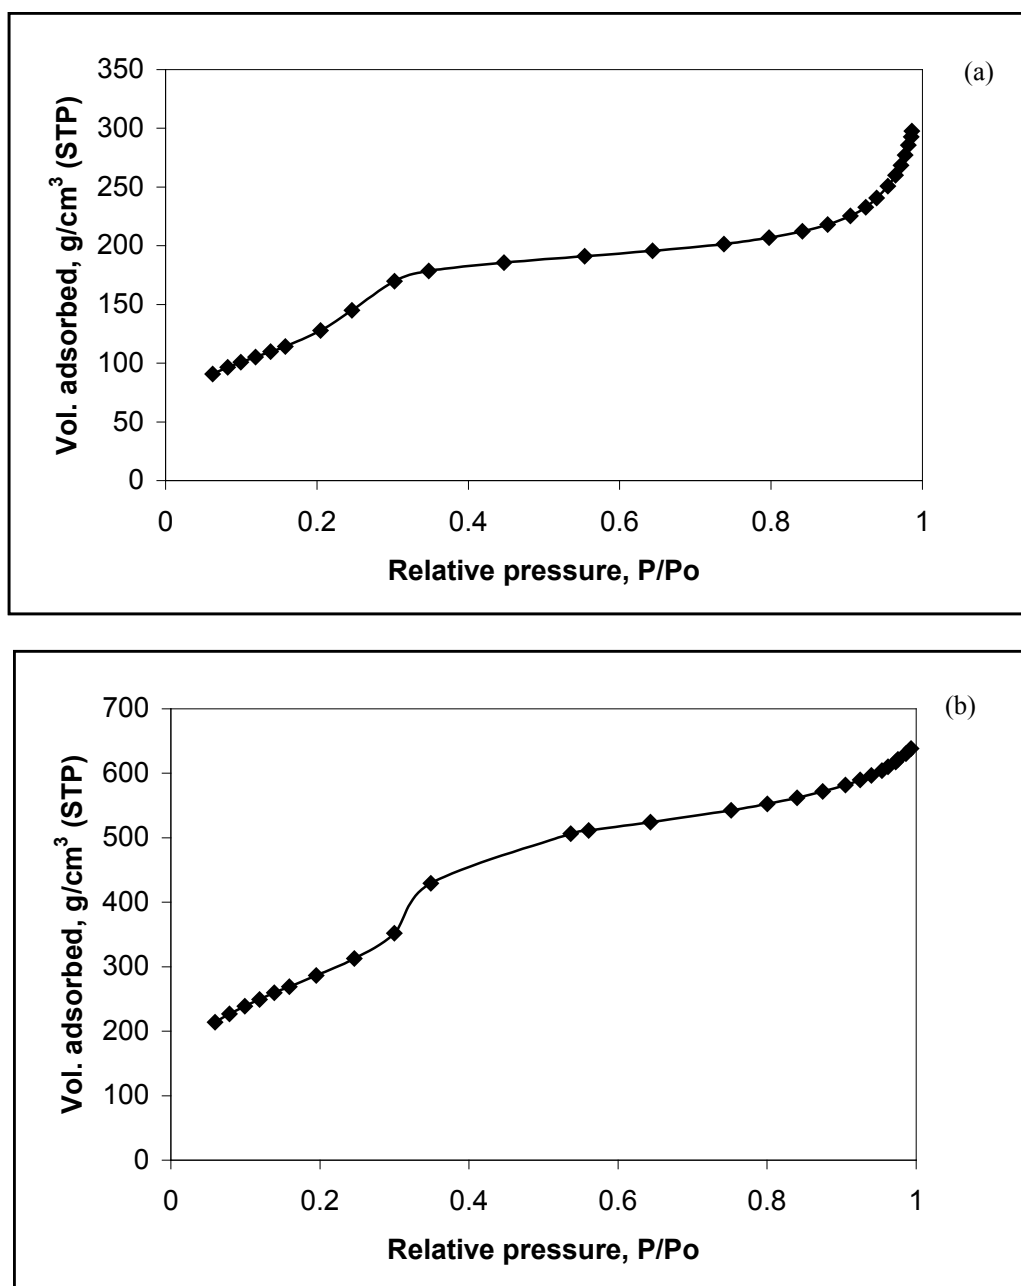 (a)
Vol. adsorbed, g/cm³ (STP)
350
300
250
200
150
100
50
0
0 0.2 0.4 0.6 0.8 1
Relative pressure, P/Po
(b)
Vol. adsorbed, g/cm³ (STP)
700
600
500
400
300
200
100
0
0 0.2 0.4 0.6 0.8 1
Relative pressure, P/Po